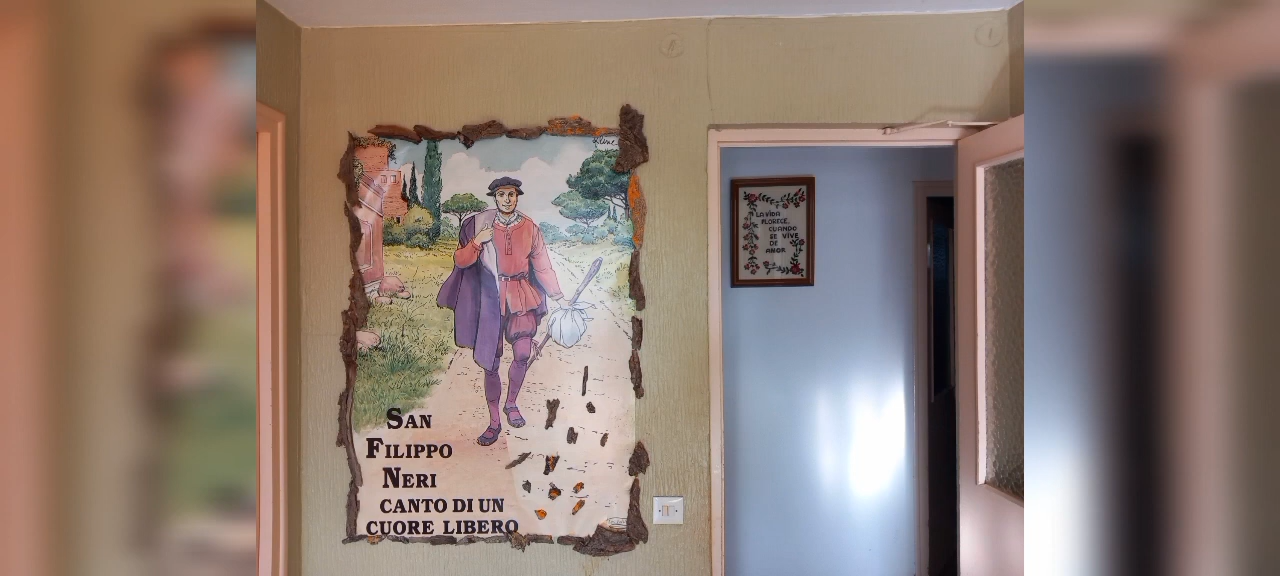 SAN
FILIPPO
NERI
CANTO DI UN
CUORE LIBERO
LA VIDA
FLORECE,
CUANDO
SE VIVE
DE
AMOR